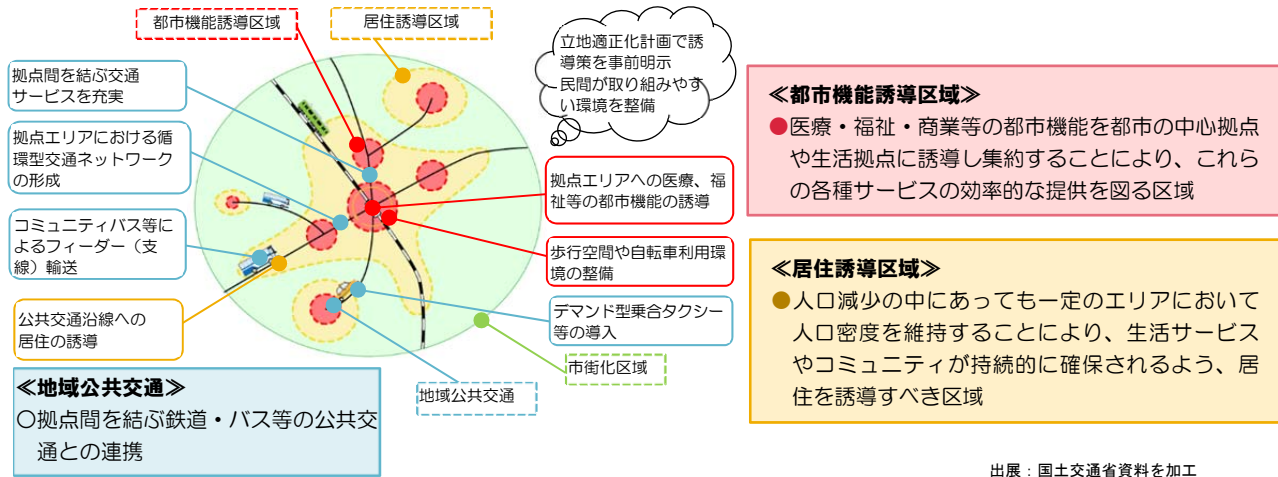 都市機能誘導区域
居住誘導区域
立地適正化計画で誘
導策を事前明示
民間が取り組みやす
い環境を整備
拠点間を結ぶ交通
サービスを充実
拠点エリアにおける循
環型交通ネットワーク
の形成
コミュニティバス等
によるフィーダー（支
線）輸送
公共交通沿線への
居住の誘導
拠点エリアへの医療、福
祉等の都市機能の誘導
歩行空間や自転車利用環
境の整備
デマンド型乗合タクシー
等の導入
市街化区域
地域公共交通
≪地域公共交通≫
〇拠点間を結ぶ鉄道・バス等の公共交
通との連携
≪都市機能誘導区域≫
●医療・福祉・商業等の都市機能を都市の中心拠点
や生活拠点に誘導し集約することにより、これら
の各種サービスの効率的な提供を図る区域
≪居住誘導区域≫
●人口減少の中にあっても一定のエリアにおいて
人口密度を維持することにより、生活サービス
やコミュニティが持続的に確保されるよう、居
住を誘導すべき区域
出展：国土交通省資料を加工